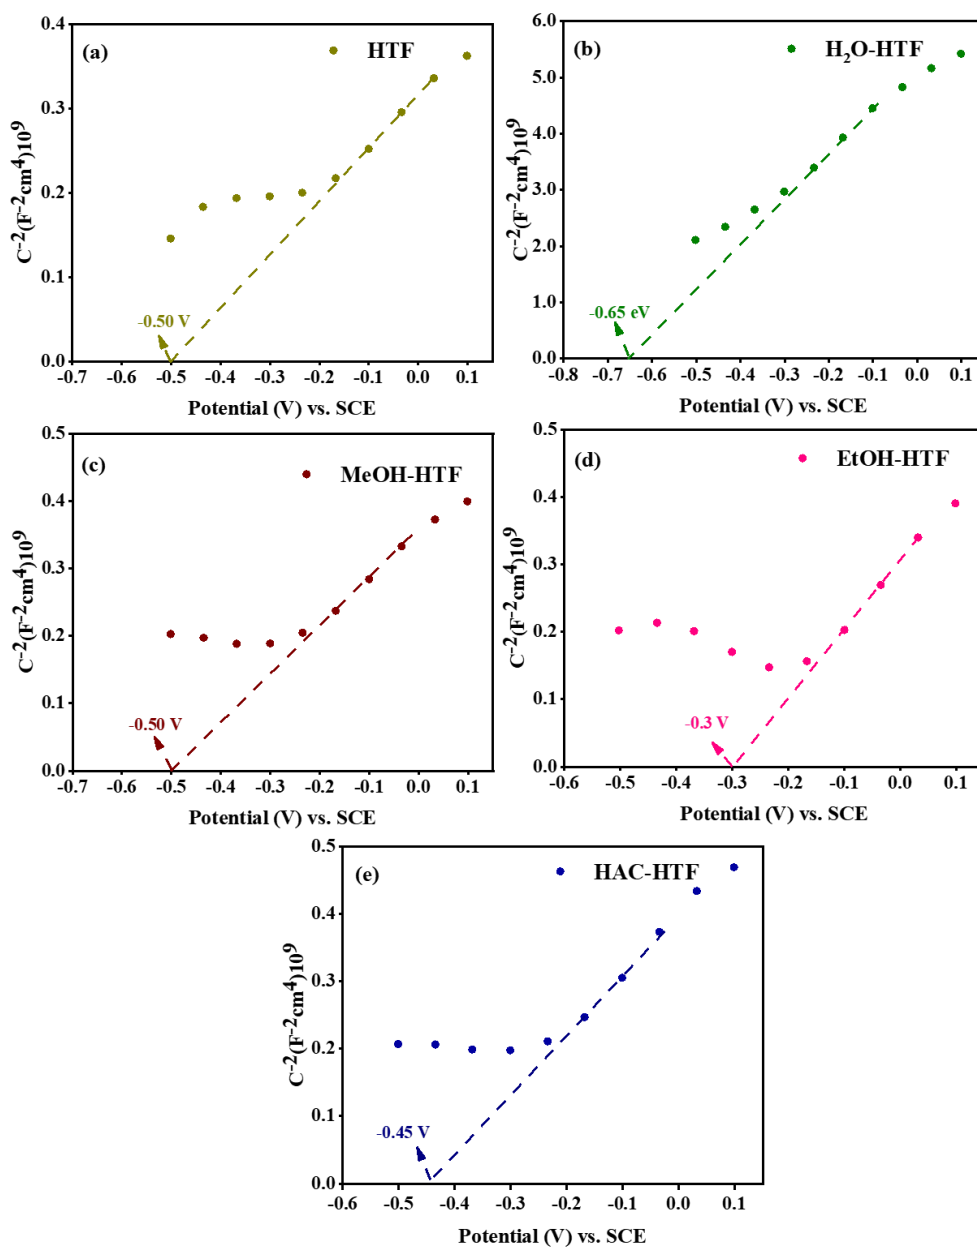 (a)
HTF
C⁻²(F⁻²cm⁴)10⁹
0.4
0.3
0.2
0.1
0.0
-0.50 V
-0.7 -0.6 -0.5 -0.4 -0.3 -0.2 -0.1 0.0 0.1
Potential (V) vs. SCE
(b)
H₂O-HTF
C⁻²(F⁻²cm⁴)10⁹
6.0
5.0
4.0
3.0
2.0
1.0
0.0
-0.65 eV
-0.8 -0.7 -0.6 -0.5 -0.4 -0.3 -0.2 -0.1 0.0 0.1
Potential (V) vs. SCE
(c)
MeOH-HTF
C⁻²(F⁻²cm⁴)10⁹
0.5
0.4
0.3
0.2
0.1
0.0
-0.50 V
-0.7 -0.6 -0.5 -0.4 -0.3 -0.2 -0.1 0.0 0.1
Potential (V) vs. SCE
(d)
EtOH-HTF
C⁻²(F⁻²cm⁴)10⁹
0.5
0.4
0.3
0.2
0.1
0.0
-0.3 V
-0.6 -0.5 -0.4 -0.3 -0.2 -0.1 0.0 0.1
Potential (V) vs. SCE
(e)
HAC-HTF
C⁻²(F⁻²cm⁴)10⁹
0.5
0.4
0.3
0.2
0.1
0.0
-0.45 V
-0.6 -0.5 -0.4 -0.3 -0.2 -0.1 0.0 0.1
Potential (V) vs. SCE